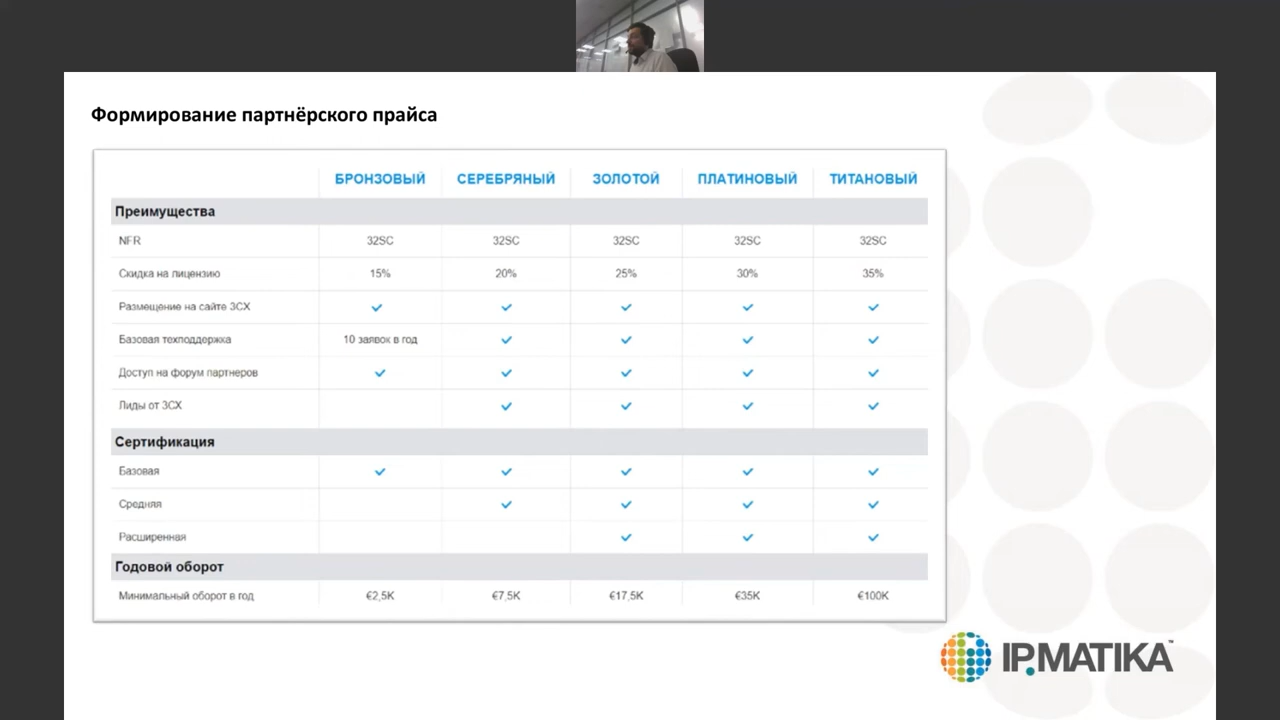 Формирование партнёрского прайса
БРОНЗОВЫЙ СЕРЕБРЯНЫЙ ЗОЛОТОЙ ПЛАТИНОВЫЙ ТИТАНОВЫЙ
Преимущества
NFR 32SC 32SC 32SC 32SC 32SC
Скидка на лицензию 15% 20% 25% 30% 35%
Размещение на сайте 3CX ✓ ✓ ✓ ✓ ✓
Базовая техподдержка 10 заявок в год ✓ ✓ ✓ ✓
Доступ на форум партнеров ✓ ✓ ✓ ✓ ✓
Лиды от 3CX ✓ ✓ ✓ ✓
Сертификация
Базовая ✓ ✓ ✓ ✓ ✓
Средняя ✓ ✓ ✓ ✓
Расширенная ✓ ✓ ✓
Годовой оборот
Минимальный оборот в год €2,5K €7,5K €17,5K €35K €100K
IPMATIKA™